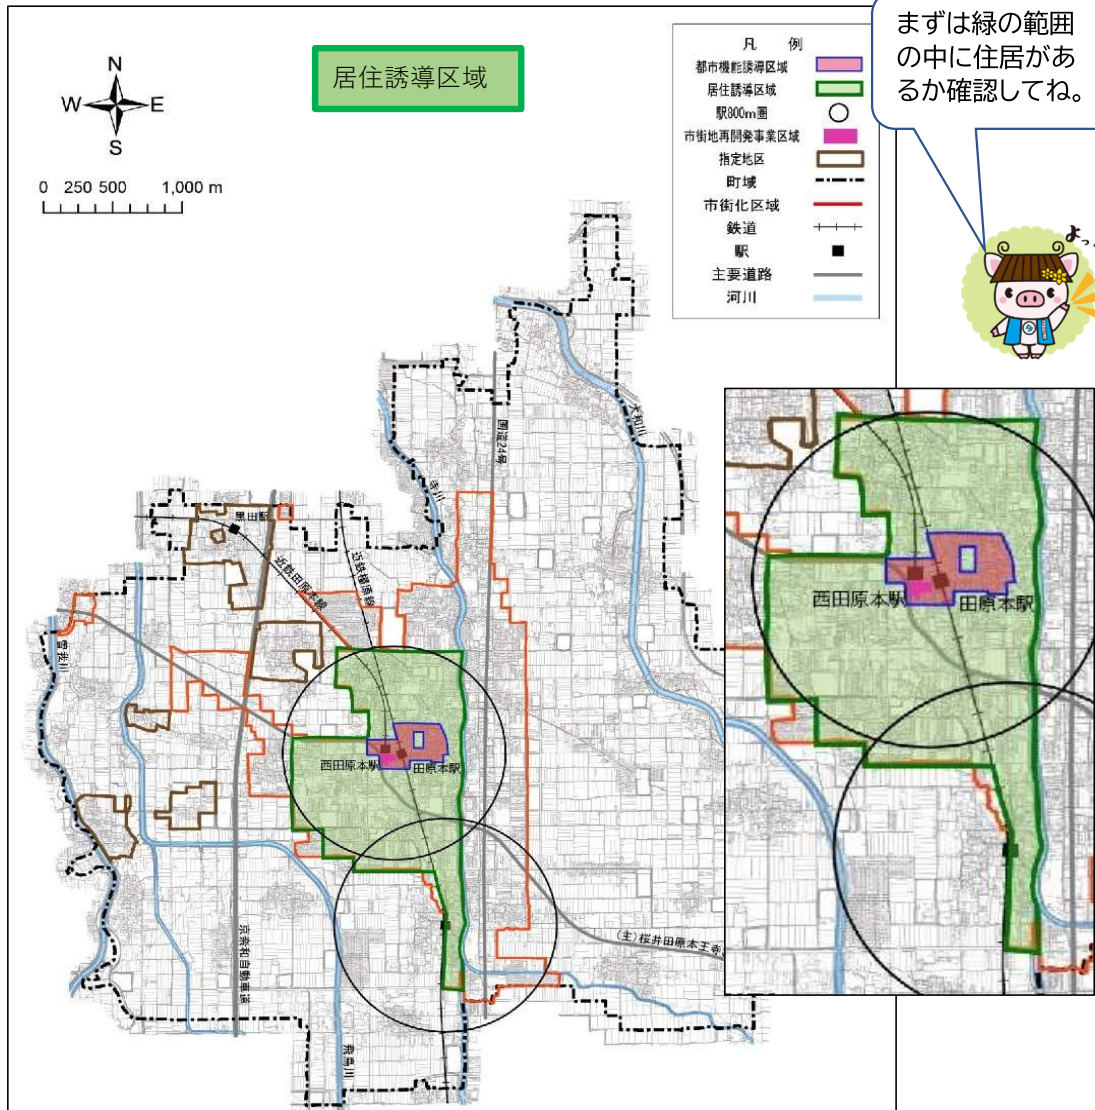 まずは緑の範囲
の中に住居があ
るか確認してね。
居住誘導区域
N
W
E
S
0 250 500 1,000 m
凡 例
都市機能誘導区域
居住誘導区域
駅800m圏
市街地再開発事業区域
指定地区
町域
市街化区域
鉄道
駅
主要道路
河川
大和川
国道24号
寺川
黒田駅
近鉄田原本線
近鉄橿原線
曽我川
西田原本駅
田原本駅
(主)桜井田原本王寺
京奈和自動車道
飛鳥川
西田原本駅
田原本駅